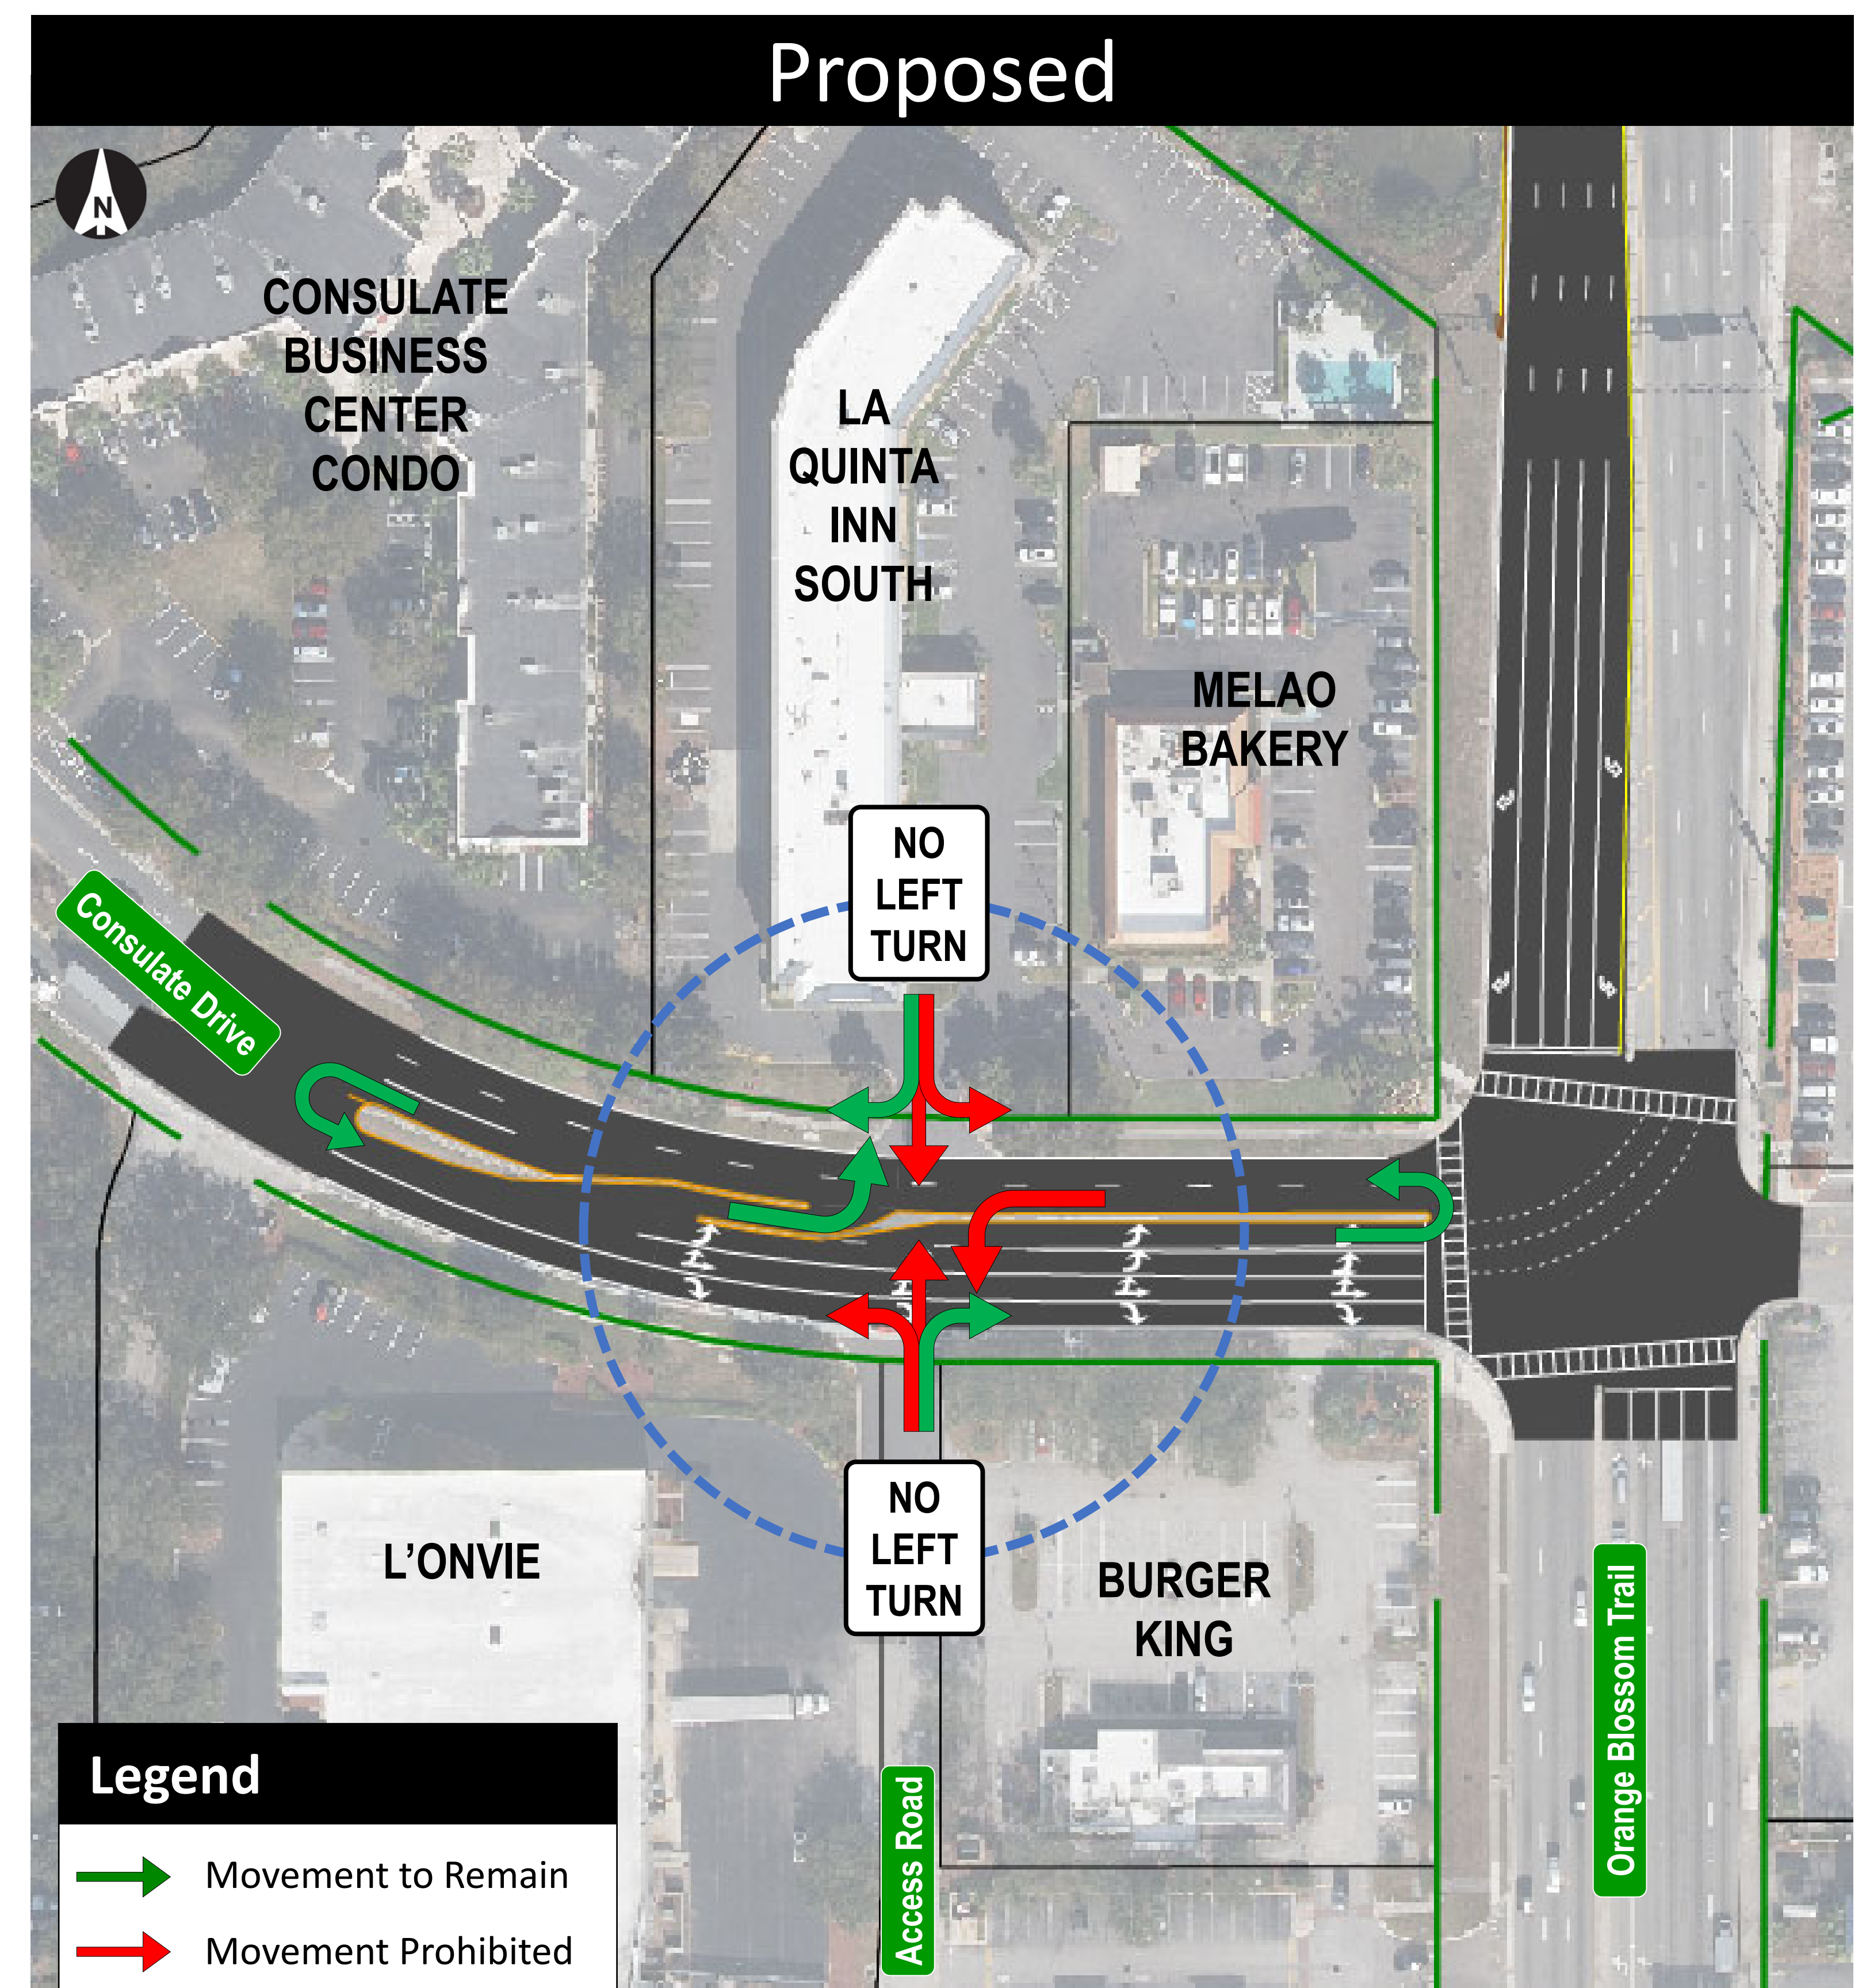 Proposed
N
CONSULATE
BUSINESS
CENTER
CONDO
LA
QUINTA
INN
SOUTH
MELAO
BAKERY
NO
LEFT
TURN
Consulate Drive
NO
LEFT
TURN
L'ONVIE
BURGER
KING
Orange Blossom Trail
Access Road
Legend
Movement to Remain
Movement Prohibited